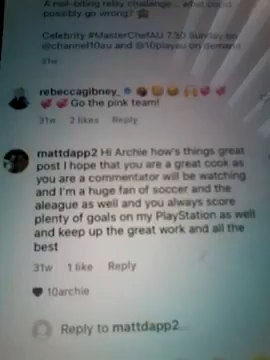 A nail-biting relay challenge... what could
possibly go wrong?
Celebrity #MasterChefAU 7.30 Sunday on
@channel10au and @10playau on demand
31w
rebeccagibney_
Go the pink team!
31w 2 likes Reply
mattdapp2 Hi Archie how's things great
post I hope that you are a great cook as
you are a commentator will be watching
and I'm a huge fan of soccer and the
aleague as well and you always score
plenty of goals on my PlayStation as well
and keep up the great work and all the
best
31w 1 like Reply
10archie
Reply to mattdapp2...